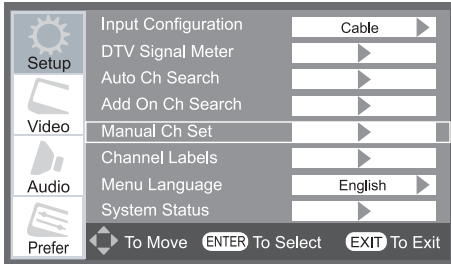 Setup
Video
Audio
Prefer
Input Configuration Cable
DTV Signal Meter
Auto Ch Search
Add On Ch Search
Manual Ch Set
Channel Labels
Menu Language English
System Status
To Move ENTER To Select EXIT To Exit